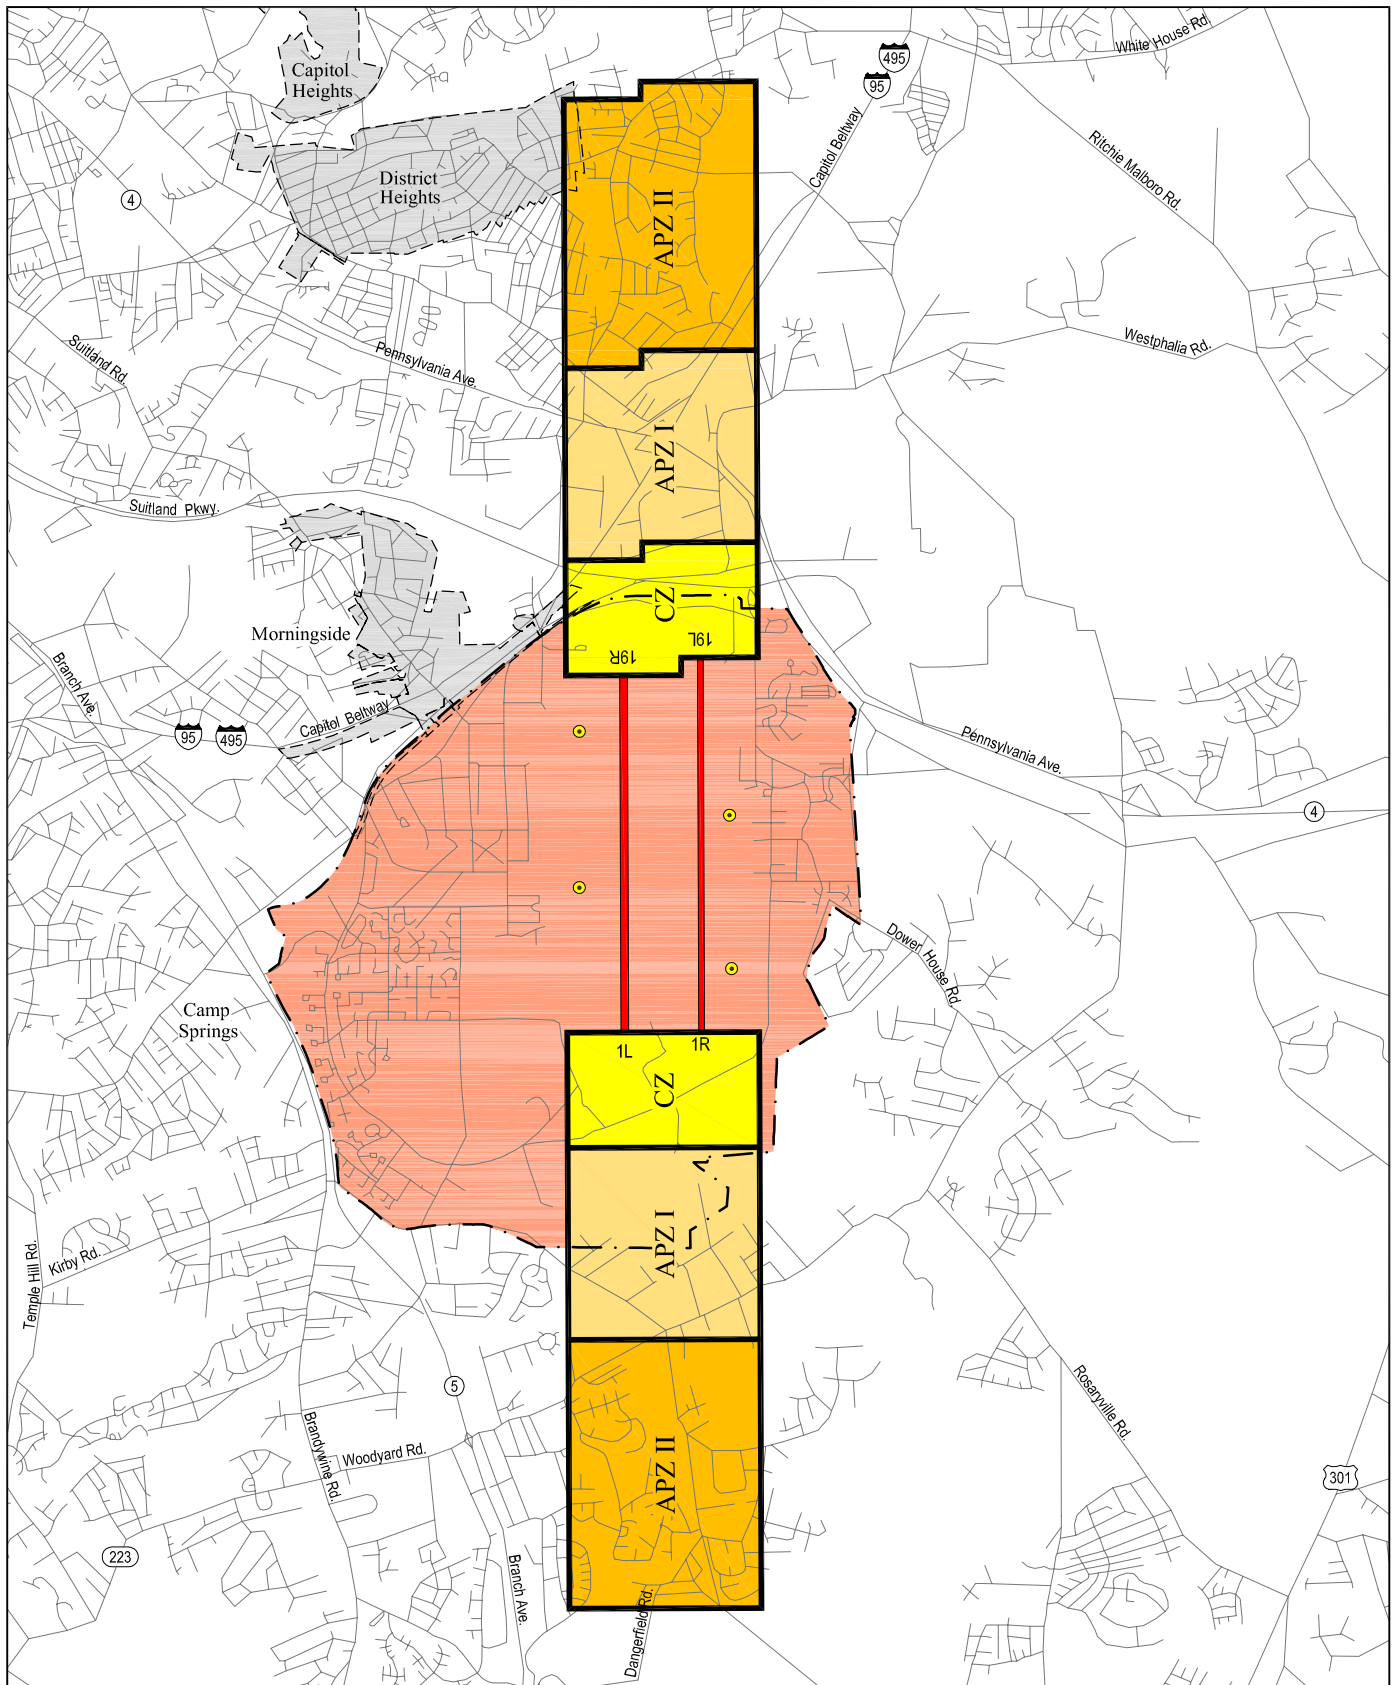 White House Rd.
495
95
Capitol
Heights
Capitol Beltway
Ritchie Malboro Rd.
District
Heights
4
APZ II
Suitland Rd.
Pennsylvania Ave.
Westphalia Rd.
APZ I
Suitland Pkwy.
CZ
Morningside
19R
19L
Branch Ave.
Capitol Beltway
95
495
Pennsylvania Ave.
4
Dower House Rd.
Camp
Springs
1L
1R
CZ
APZ I
Temple Hill Rd.
Kirby Rd.
5
Rosaryville Rd.
Brandywine Rd.
Woodyard Rd.
APZ II
301
223
Branch Ave.
Dangerfield Rd.